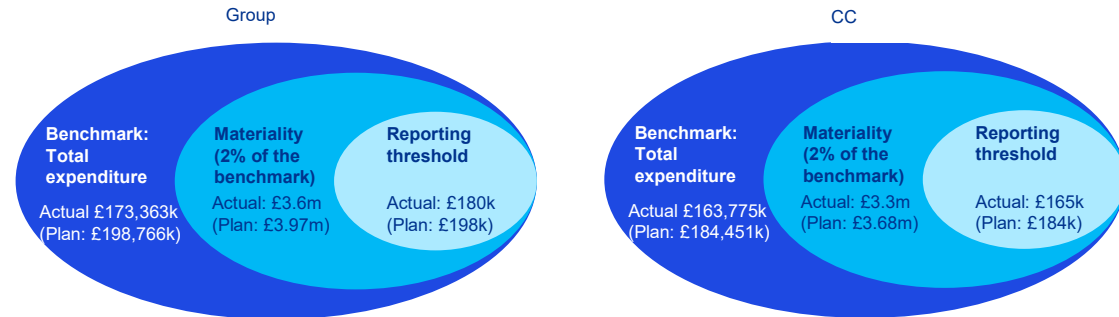 Group
Benchmark:
Total
expenditure
Actual £173,363k
(Plan: £198,766k)
Materiality
(2% of the
benchmark)
Actual: £3.6m
(Plan: £3.97m)
Reporting
threshold
Actual: £180k
(Plan: £198k)
CC
Benchmark:
Total
expenditure
Actual £163,775k
(Plan: £184,451k)
Materiality
(2% of the
benchmark)
Actual: £3.3m
(Plan: £3.68m)
Reporting
threshold
Actual: £165k
(Plan: £184k)